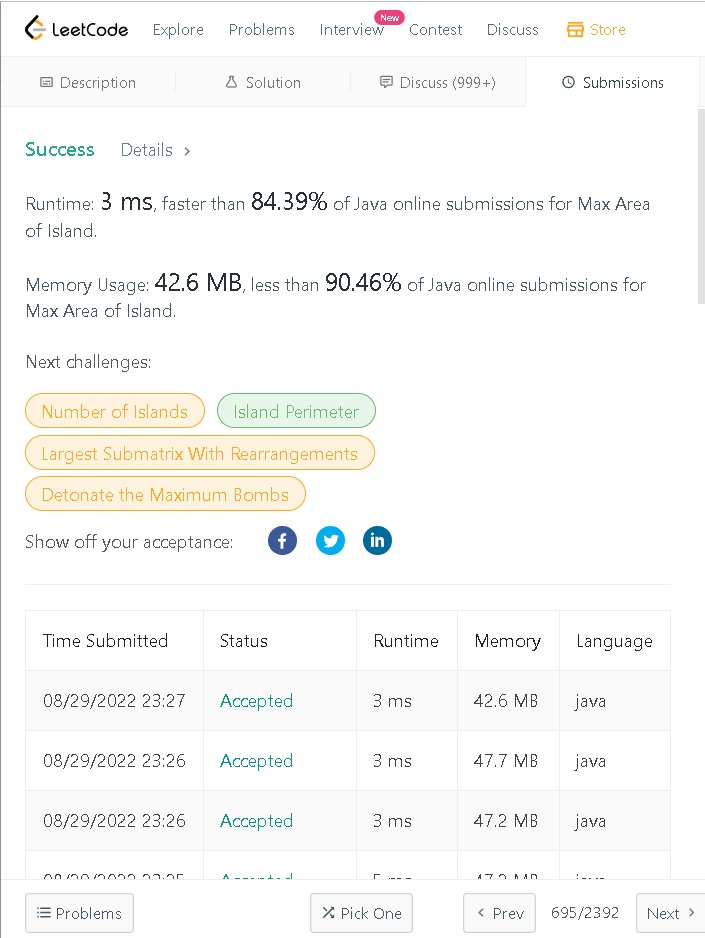 LeetCode Explore Problems Interview New Contest Discuss Store
Description Solution Discuss (999+) Submissions
Success Details >
Runtime: 3 ms, faster than 84.39% of Java online submissions for Max Area
of Island.
Memory Usage: 42.6 MB, less than 90.46% of Java online submissions for
Max Area of Island.
Next challenges:
Number of Islands Island Perimeter
Largest Submatrix With Rearrangements
Detonate the Maximum Bombs
Show off your acceptance:
Time Submitted Status Runtime Memory Language
08/29/2022 23:27 Accepted 3 ms 42.6 MB java
08/29/2022 23:26 Accepted 3 ms 47.7 MB java
08/29/2022 23:26 Accepted 3 ms 47.2 MB java
Problems Pick One < Prev 695/2392 Next >